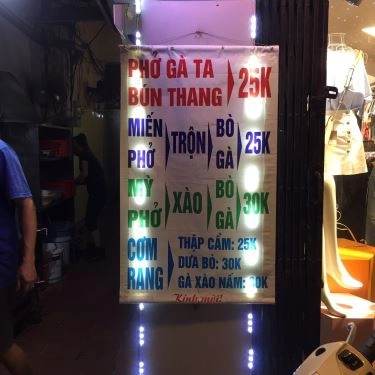 PHỞ GÀ TA
BÚN THANG
25K
MIẾN
PHỞ
TRỘN
BÒ
GÀ
25K
MỲ
PHỞ
XÀO
BÒ
GÀ
30K
CƠM
RANG
THẬP CẨM: 25K
DƯA BÒ: 30K
GÀ XÀO NẤM: 30K
Kính mời!